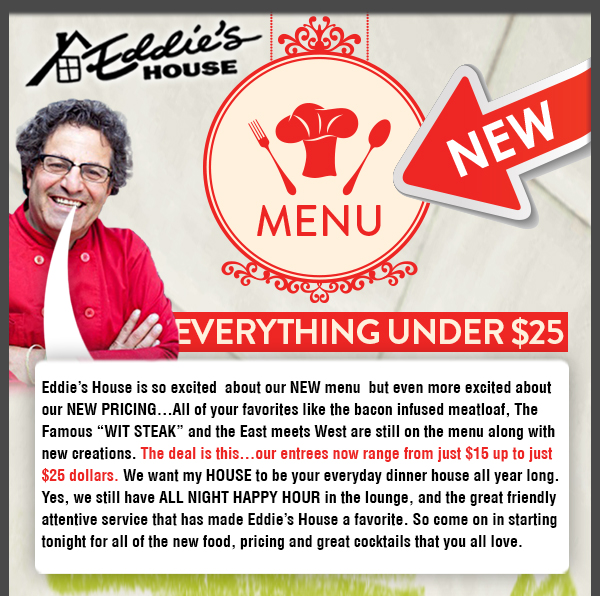 Eddie's
HOUSE
MENU
NEW
EVERYTHING UNDER $25
Eddie's House is so excited  about our NEW menu  but even more excited about
our NEW PRICING...All of your favorites like the bacon infused meatloaf, The
Famous “WIT STEAK” and the East meets West are still on the menu along with
new creations. The deal is this...our entrees now range from just $15 up to just
$25 dollars. We want my HOUSE to be your everyday dinner house all year long.
Yes, we still have ALL NIGHT HAPPY HOUR in the lounge, and the great friendly
attentive service that has made Eddie's House a favorite. So come on in starting
tonight for all of the new food, pricing and great cocktails that you all love.